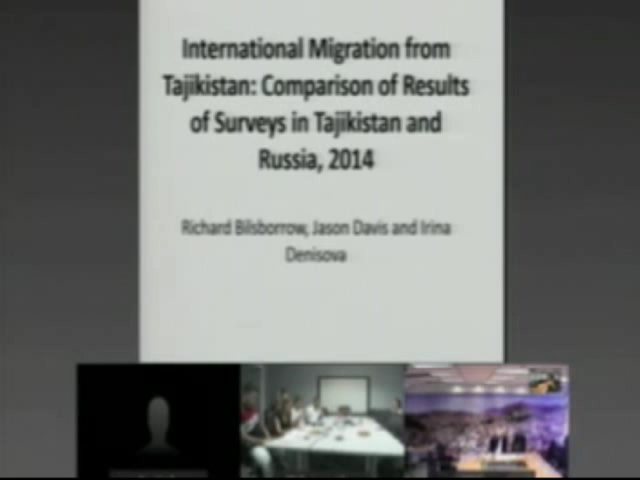 International Migration from
Tajikistan: Comparison of Results
of Surveys in Tajikistan and
Russia, 2014
Richard Bilsborrow, Jason Davis and Irina
Denisova